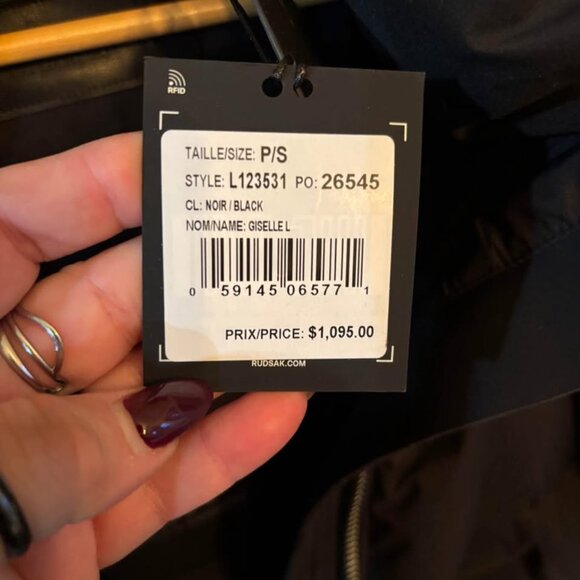 RFID
TAILLE/SIZE: P/S
STYLE: L123531 PO: 26545
CL: NOIR / BLACK
NOM/NAME: GISELLE L
0 59145 06577 1
PRIX/PRICE: $1,095.00
RUDSAK.COM